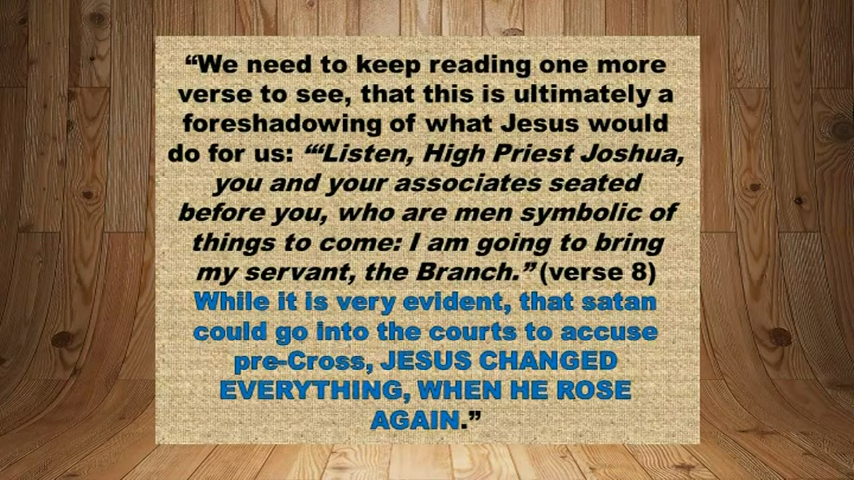 “We need to keep reading one more
verse to see, that this is ultimately a
foreshadowing of what Jesus would
do for us: “‘Listen, High Priest Joshua,
you and your associates seated
before you, who are men symbolic of
things to come: I am going to bring
my servant, the Branch.” (verse 8)
While it is very evident, that satan
could go into the courts to accuse
pre-Cross, JESUS CHANGED
EVERYTHING, WHEN HE ROSE
AGAIN.”